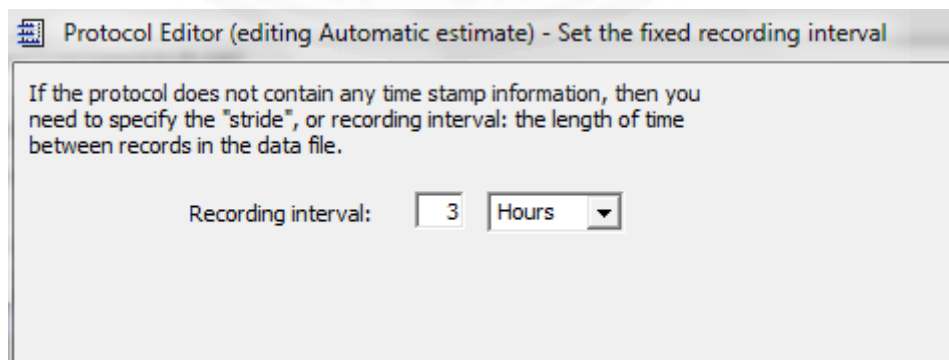 Protocol Editor (editing Automatic estimate) - Set the fixed recording interval
If the protocol does not contain any time stamp information, then you
need to specify the "stride", or recording interval: the length of time
between records in the data file.
Recording interval: 3 Hours